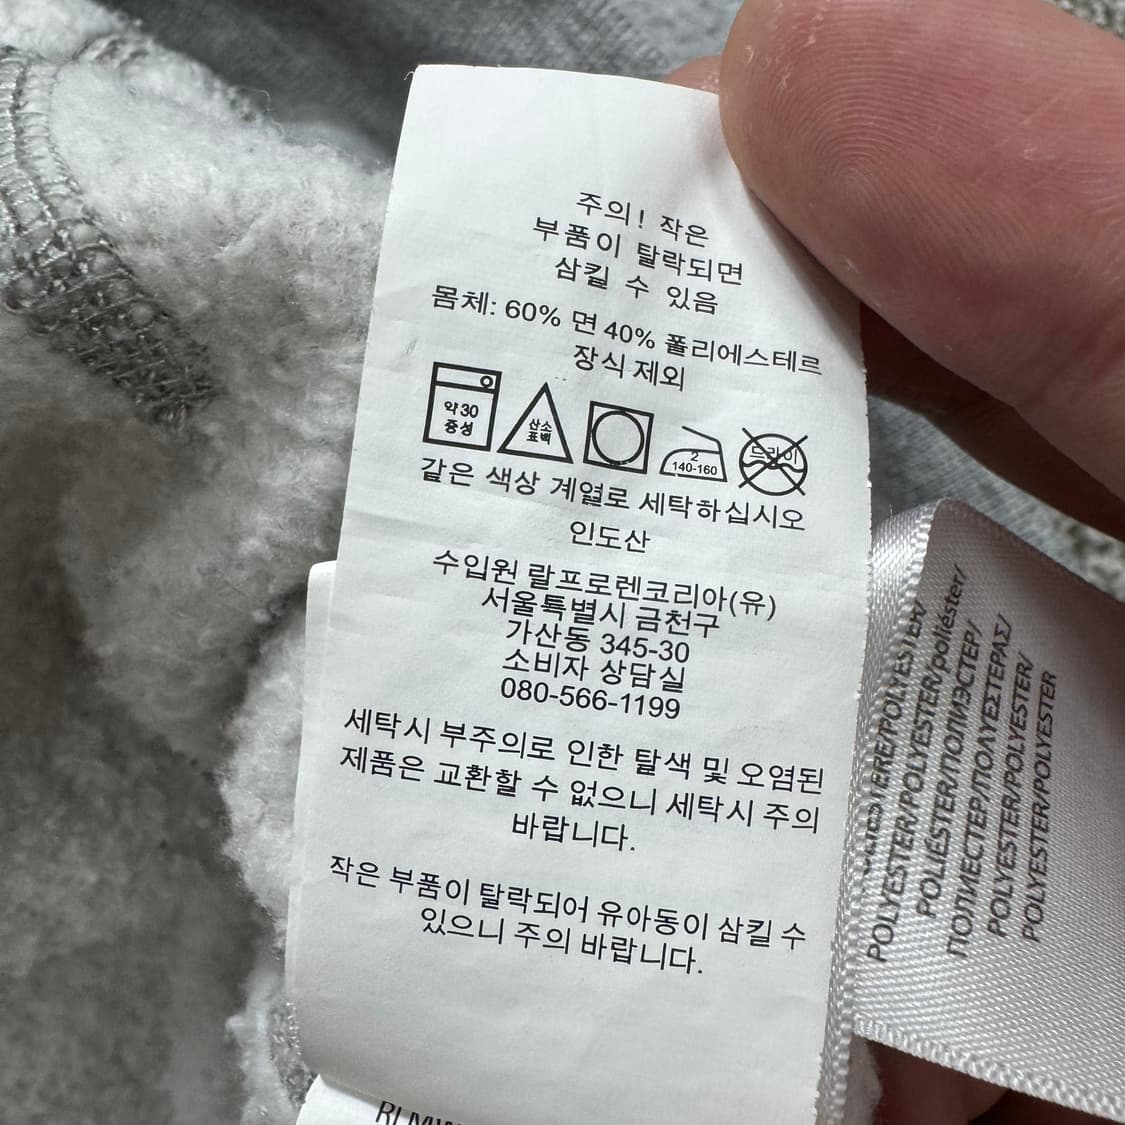 주의! 작은
부품이 탈락되면
삼킬 수 있음
몸체: 60% 면 40% 폴리에스테르
장식 제외
약 30
중성
산소
표백
2
140-160
드라이
같은 색상 계열로 세탁하십시오
인도산
수입원 랄프로렌코리아(유)
서울특별시 금천구
가산동 345-30
소비자 상담실
080-566-1199
세탁시 부주의로 인한 탈색 및 오염된
제품은 교환할 수 없으니 세탁시 주의
바랍니다.
작은 부품이 탈락되어 유아동이 삼킬 수
있으니 주의 바랍니다.
POLYESTER/POLYESTER/poliéster/
POLIÉSTER/ПОЛИЭСТЕР/
ΠΟΛΙΕСТЕР/ΠΟΛΥΕΣΤΕΡΑΣ/
POLYESTER/POLYESTER/
POLYESTER/POLYESTER